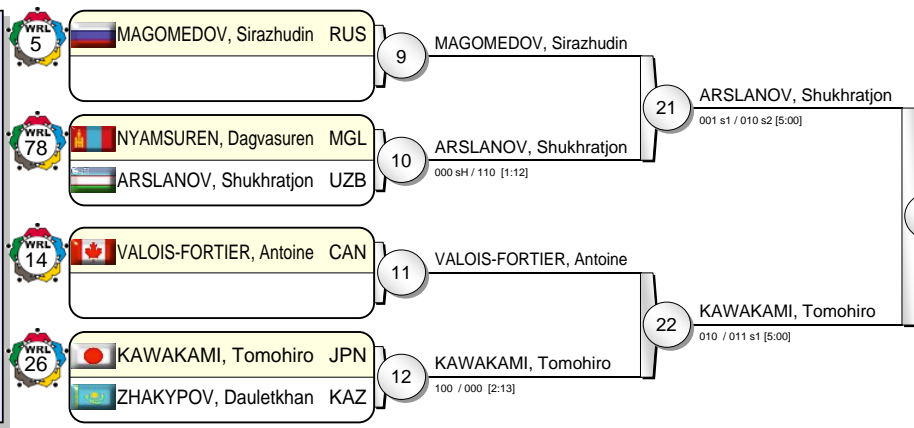 WRL
5
MAGOMEDOV, Sirazhudin RUS
9
MAGOMEDOV, Sirazhudin
21
ARSLANOV, Shukhratjon
001 s1 / 010 s2 [5:00]
WRL
78
NYAMSUREN, Dagvasuren MGL
ARSLANOV, Shukhratjon UZB
10
ARSLANOV, Shukhratjon
000 sH / 110 [1:12]
WRL
14
VALOIS-FORTIER, Antoine CAN
11
VALOIS-FORTIER, Antoine
22
KAWAKAMI, Tomohiro
010 / 011 s1 [5:00]
WRL
26
KAWAKAMI, Tomohiro JPN
ZHAKYPOV, Dauletkhan KAZ
12
KAWAKAMI, Tomohiro
100 / 000 [2:13]